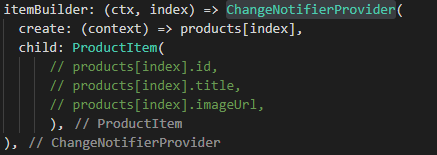 itemBuilder: (ctx, index) => ChangeNotifierProvider(
create: (context) => products[index],
child: ProductItem(
// products[index].id,
// products[index].title,
// products[index].imageUrl,
), // ProductItem
), // ChangeNotifierProvider